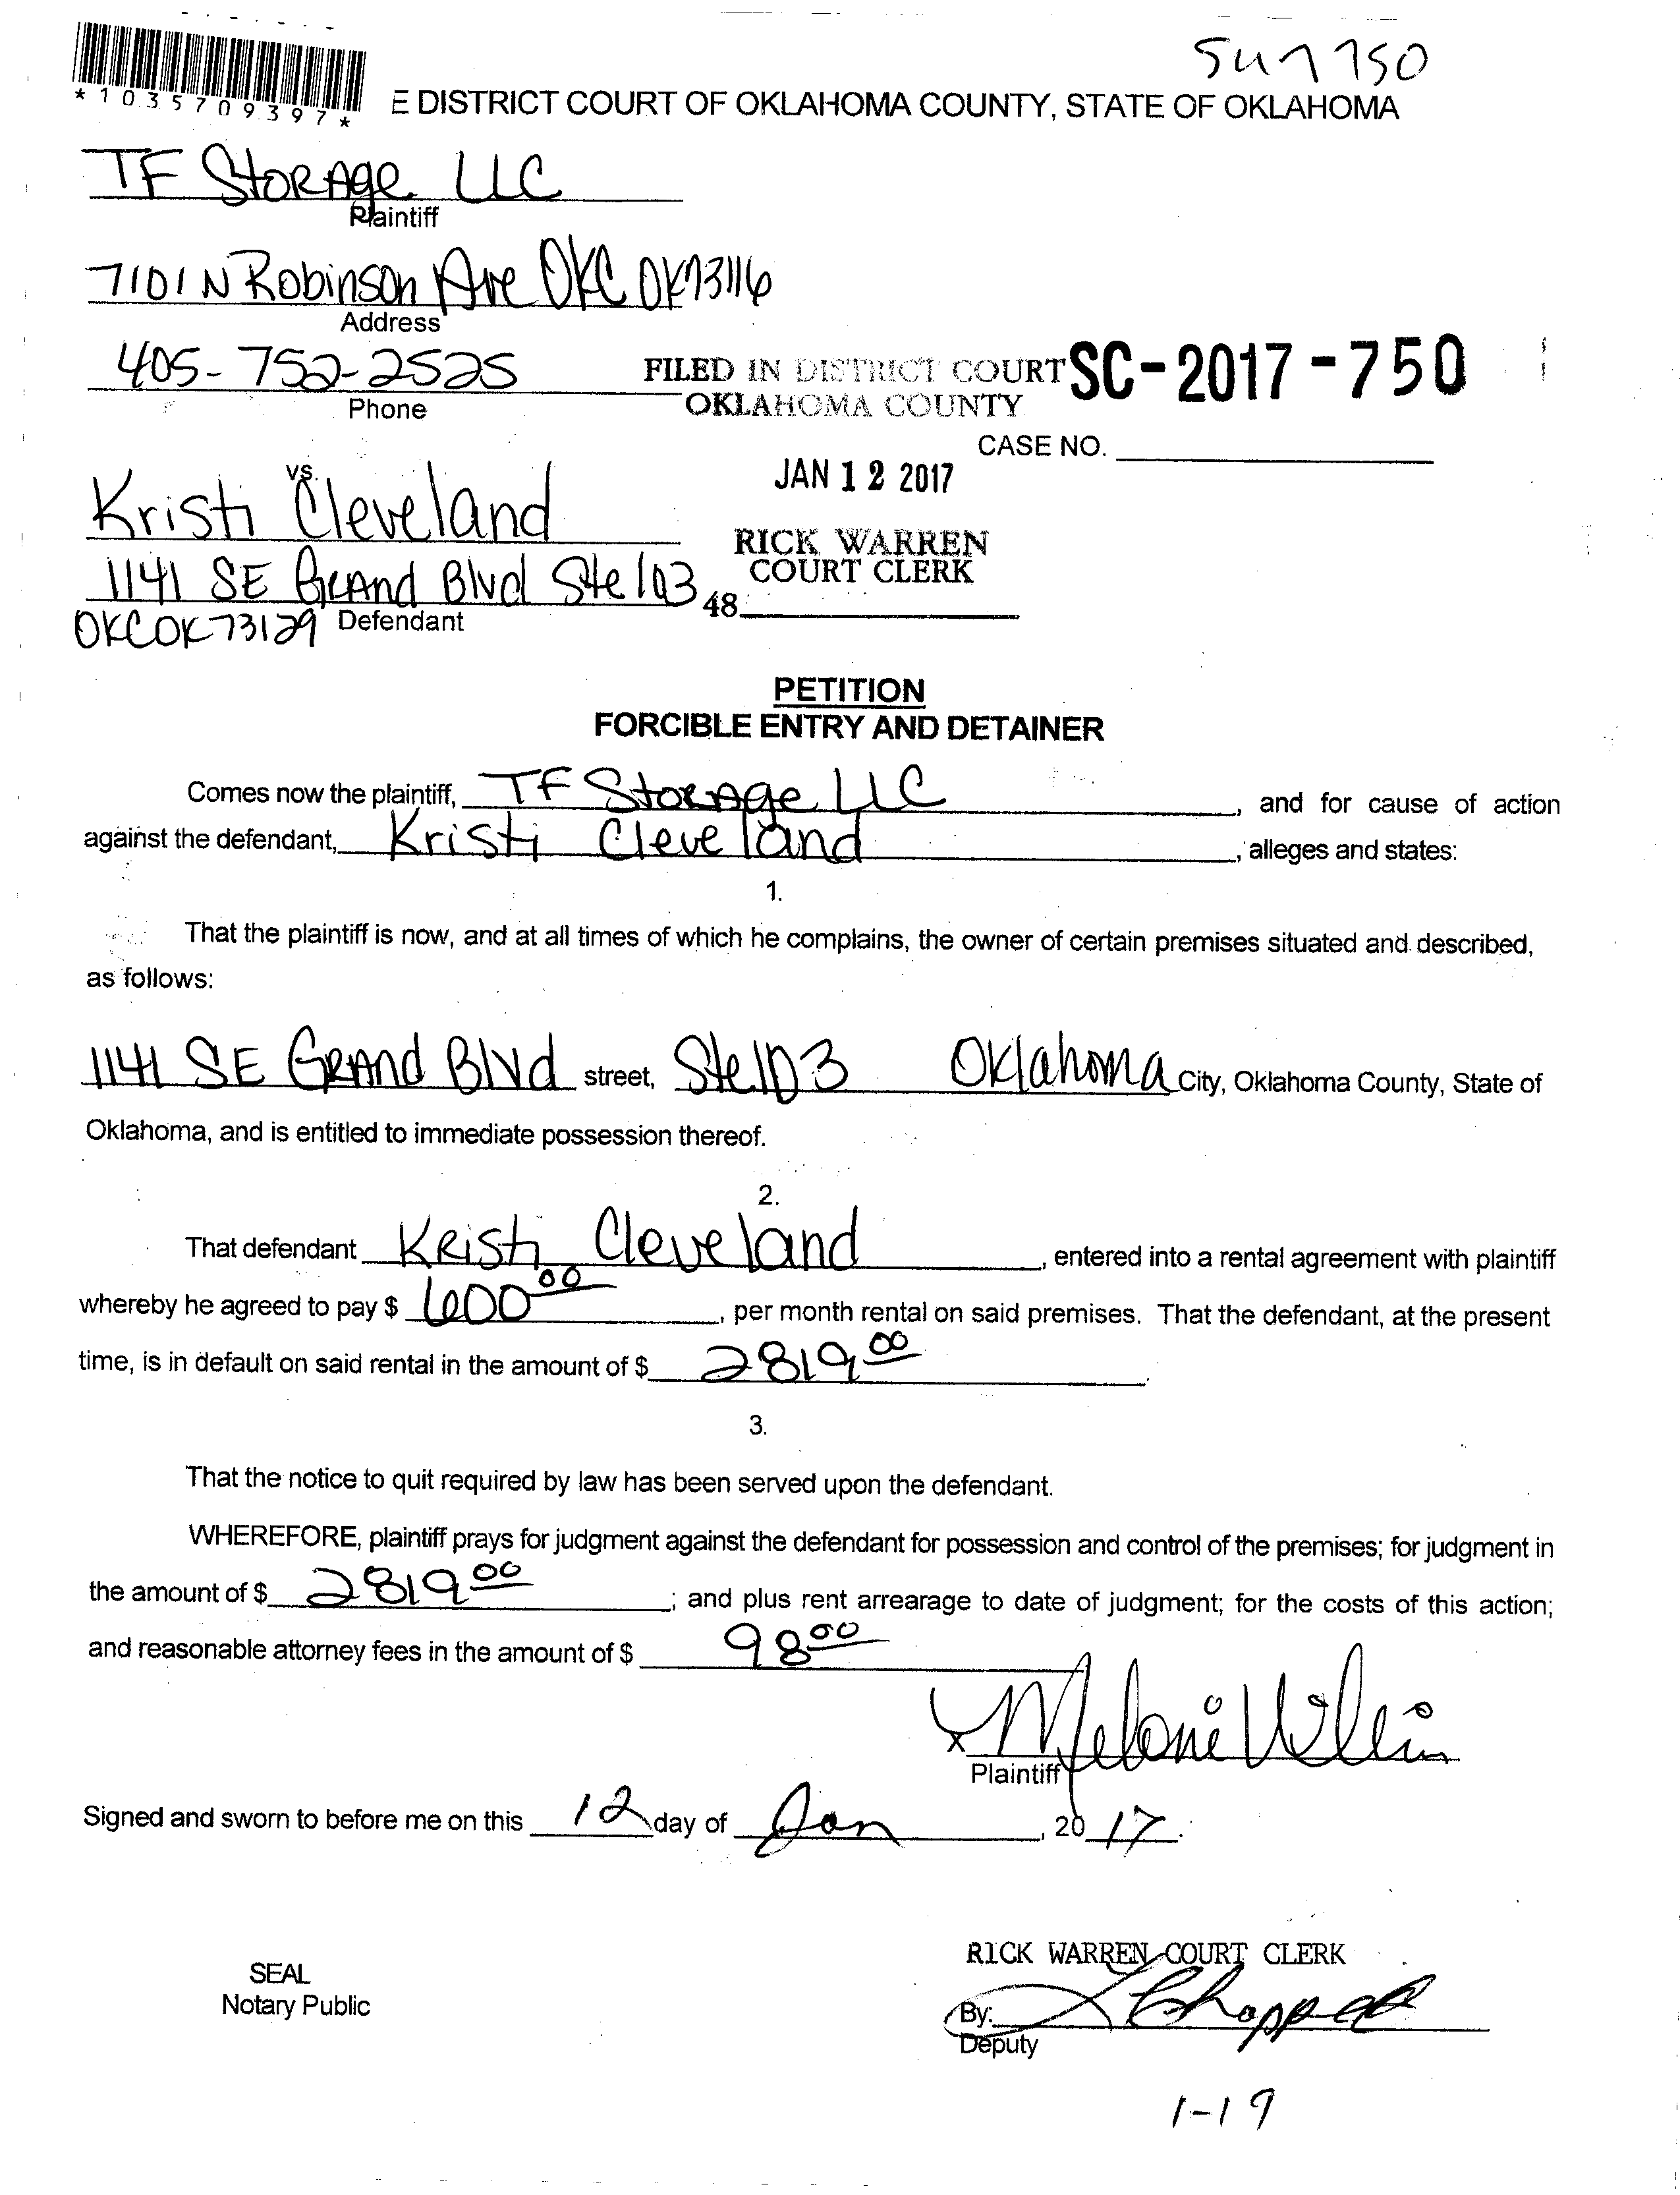 *1035709397*
E DISTRICT COURT OF OKLAHOMA COUNTY, STATE OF OKLAHOMA
TF Storage LLC
Plaintiff
7101 N Robinson Ave OKC OK 73116
Address
405-752-2525
Phone
FILED IN DISTRICT COURT
OKLAHOMA COUNTY
SC-2017-750
CASE NO.
JAN 12 2017
vs.
Kristi Cleveland
RICK WARREN
COURT CLERK
1141 SE Grand Blvd Ste 103
48
OKC OK 73129 Defendant
PETITION
FORCIBLE ENTRY AND DETAINER
Comes now the plaintiff, TF Storage LLC, and for cause of action
against the defendant, Kristi Cleveland, alleges and states:
1.
That the plaintiff is now, and at all times of which he complains, the owner of certain premises situated and described,
as follows:
1141 SE Grand Blvd street, Ste 103 Oklahoma City, Oklahoma County, State of
Oklahoma, and is entitled to immediate possession thereof.
2.
That defendant Kristi Cleveland, entered into a rental agreement with plaintiff
whereby he agreed to pay $ 600 00, per month rental on said premises. That the defendant, at the present
time, is in default on said rental in the amount of $ 2819 00.
3.
That the notice to quit required by law has been served upon the defendant.
WHEREFORE, plaintiff prays for judgment against the defendant for possession and control of the premises; for judgment in
the amount of $ 2819 00; and plus rent arrearage to date of judgment; for the costs of this action;
and reasonable attorney fees in the amount of $ 98 00
X
Plaintiff
Signed and sworn to before me on this 12 day of Jan, 20 17.
RICK WARREN COURT CLERK
SEAL
Notary Public
By:
Deputy
1-19